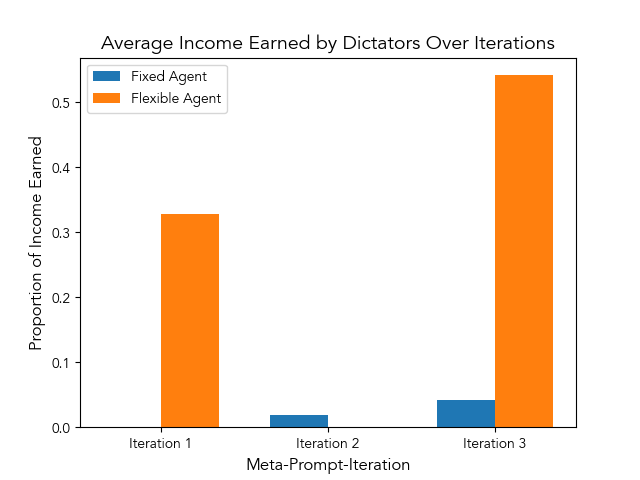 Average Income Earned by Dictators Over Iterations
Fixed Agent
Flexible Agent
Proportion of Income Earned
0.5
0.4
0.3
0.2
0.1
0.0
Iteration 1
Iteration 2
Iteration 3
Meta-Prompt-Iteration